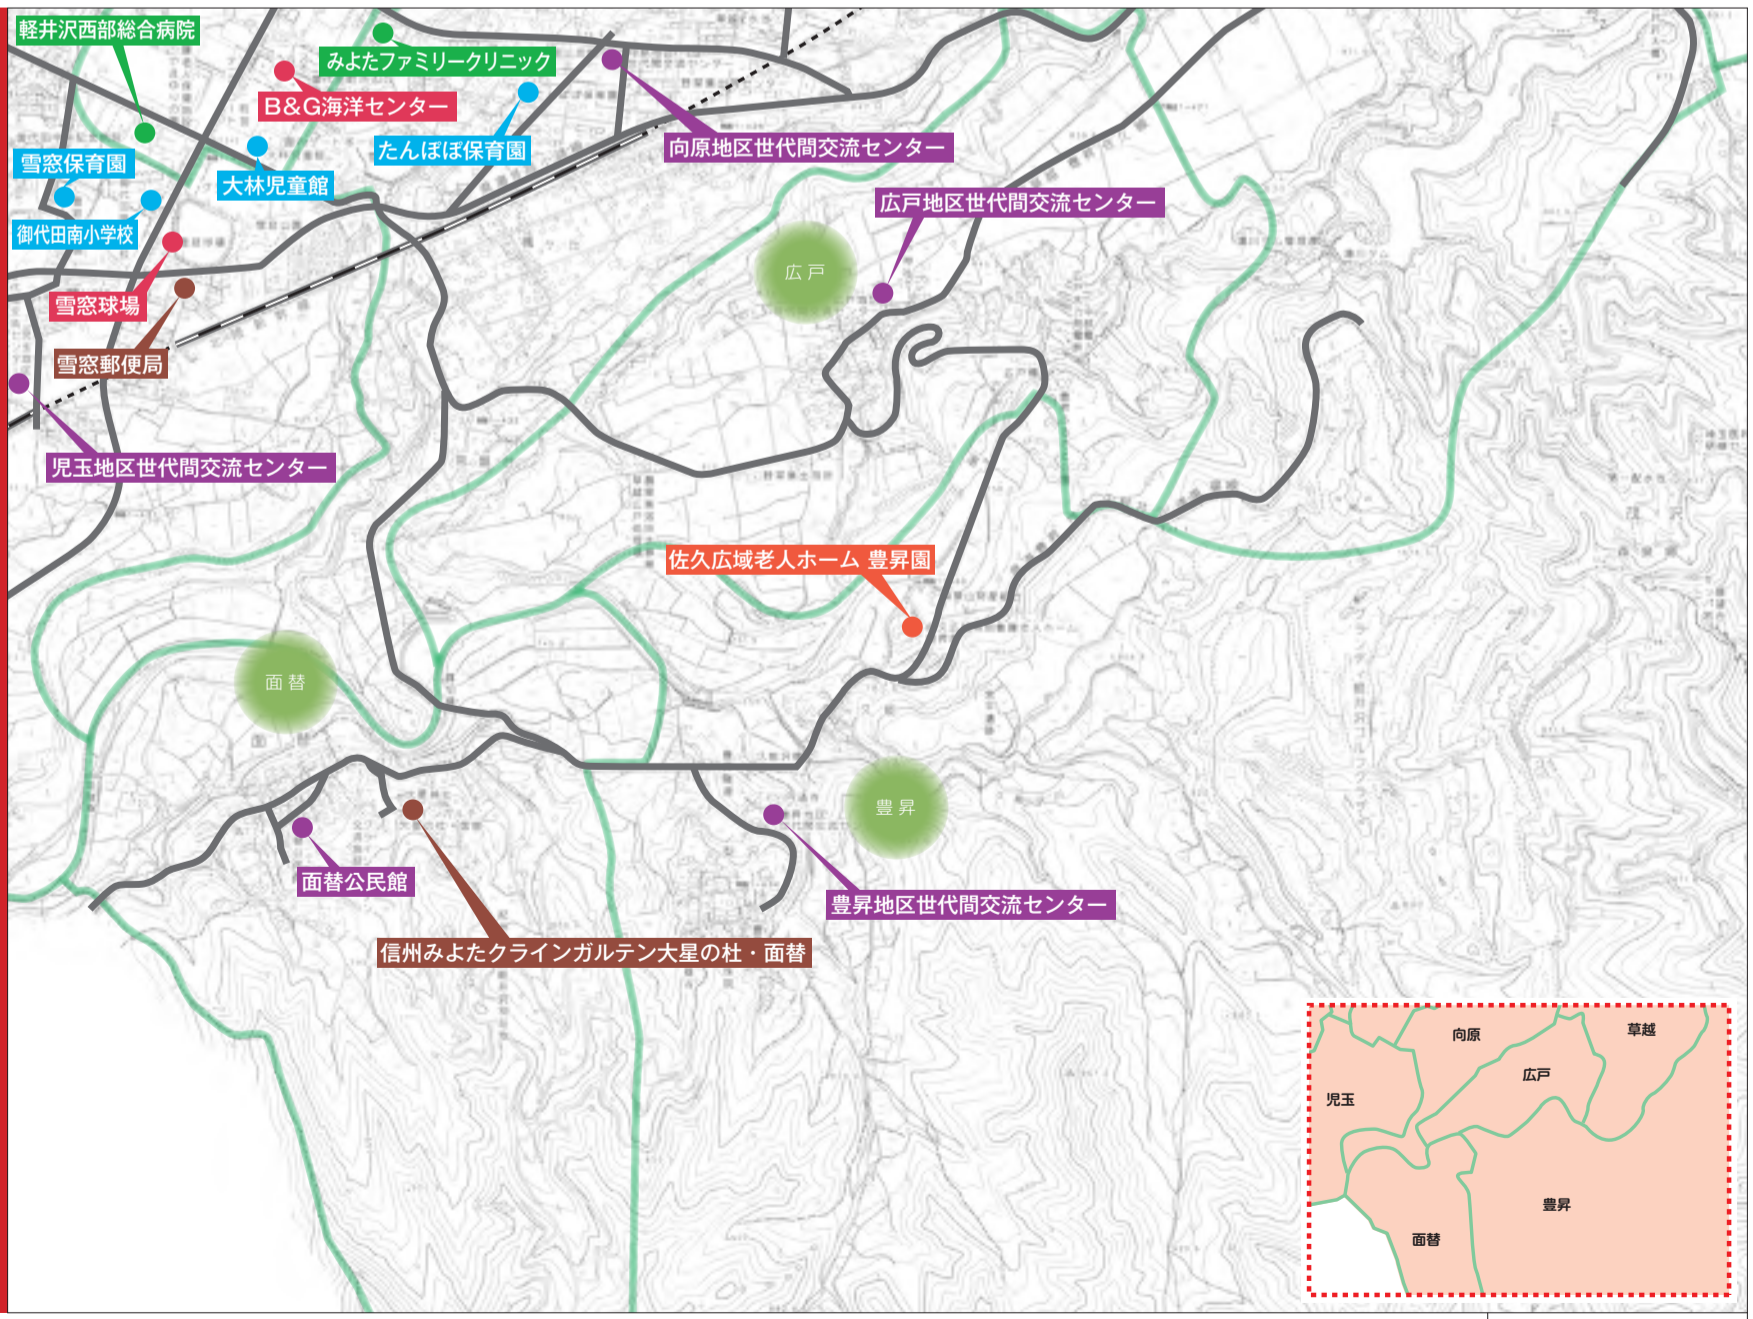 軽井沢西部総合病院
みよたファミリークリニック
B&G海洋センター
たんぽぽ保育園
向原地区世代間交流センター
雪窓保育園
大林児童館
御代田南小学校
広戸地区世代間交流センター
広戸
雪窓球場
雪窓郵便局
児玉地区世代間交流センター
佐久広域老人ホーム 豊昇園
面替
豊昇
面替公民館
豊昇地区世代間交流センター
信州みよたクラインガルテン大星の杜・面替
向原
草越
広戸
児玉
豊昇
面替